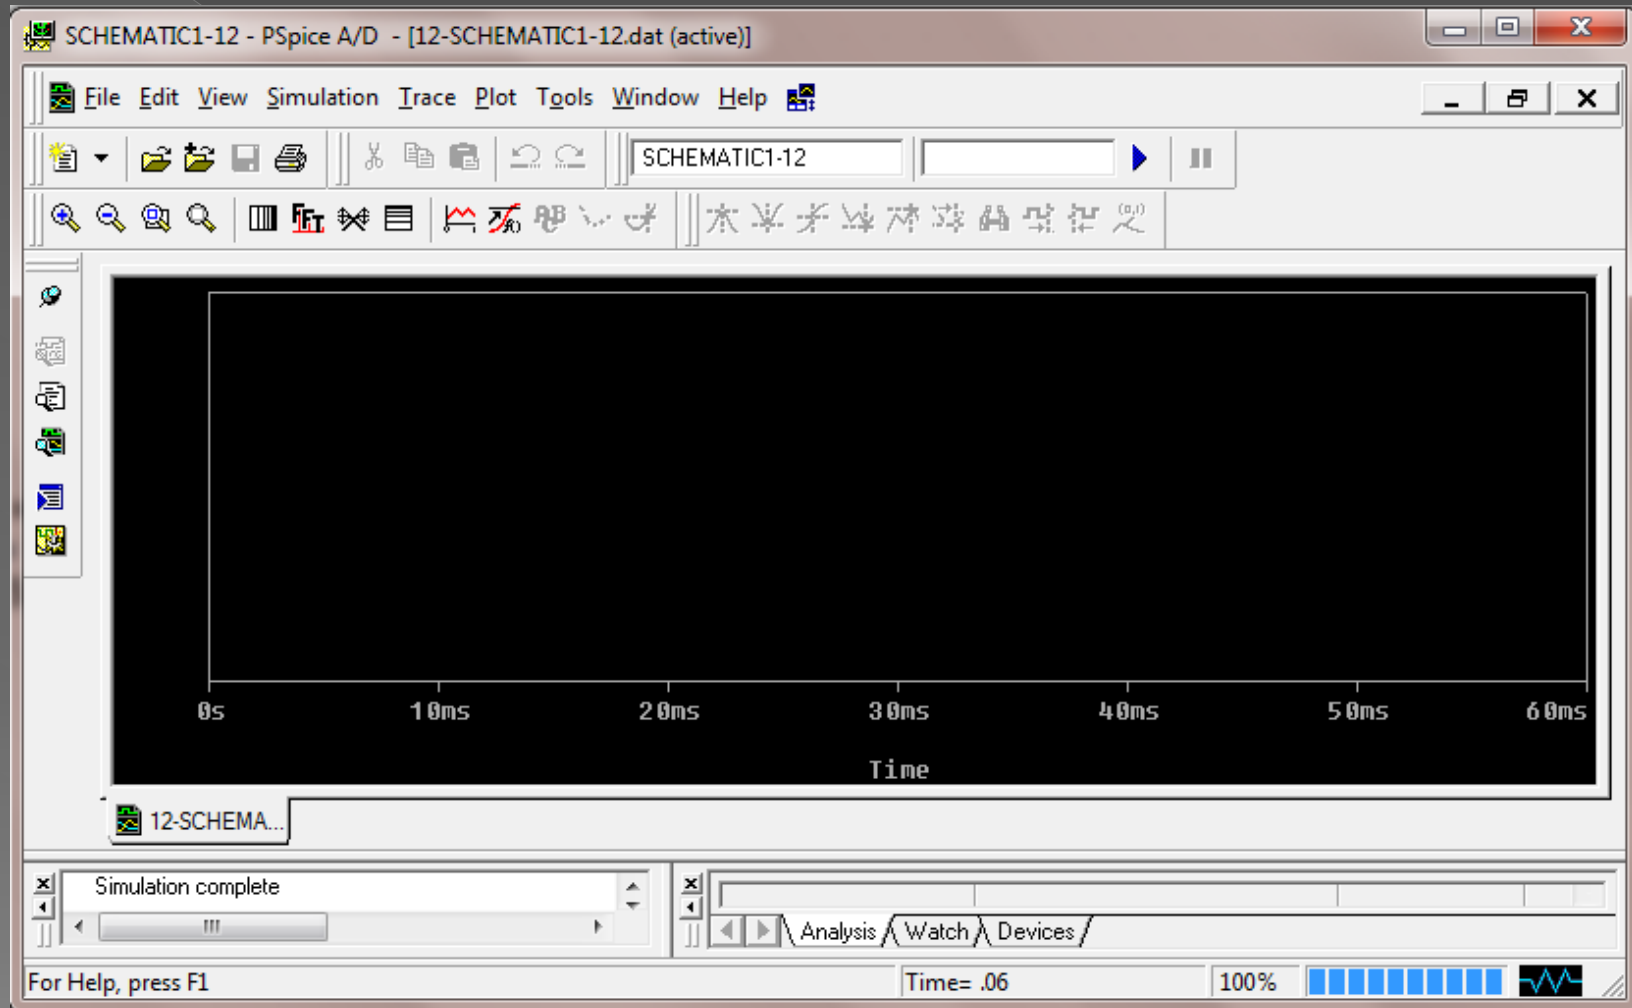 SCHEMATIC1-12 - PSpice A/D - [12-SCHEMATIC1-12.dat (active)]
File Edit View Simulation Trace Plot Tools Window Help
SCHEMATIC1-12
FFT
0s 10ms 20ms 30ms 40ms 50ms 60ms
Time
12-SCHEMA...
Simulation complete
Analysis Watch Devices
For Help, press F1 Time= .06 100%